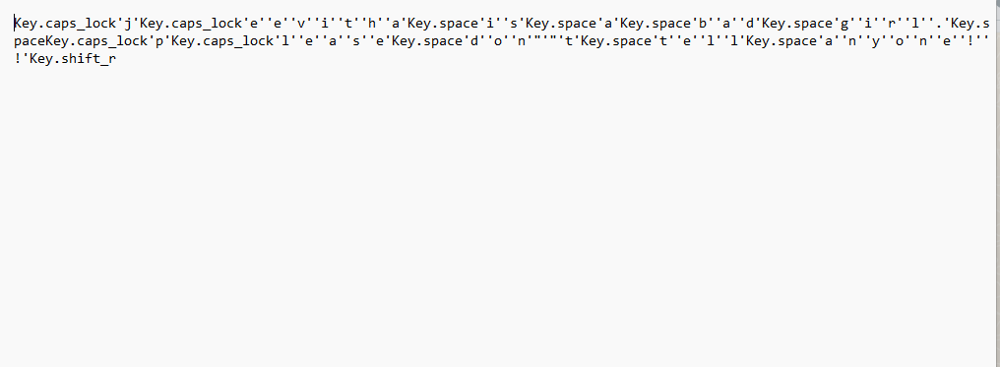 Key.caps_lock'j'Key.caps_lock'e''e''v''i''t''h''a'Key.space'i''s'Key.space'a'Key.space'b''a''d'Key.space'g''i''r''l''.'Key.s
paceKey.caps_lock'p'Key.caps_lock'l''e''a''s''e'Key.space'd''o''n'"'"'"'t'Key.space't''e''l''l'Key.space'a''n''y''o''n''e''!''
!'Key.shift_r